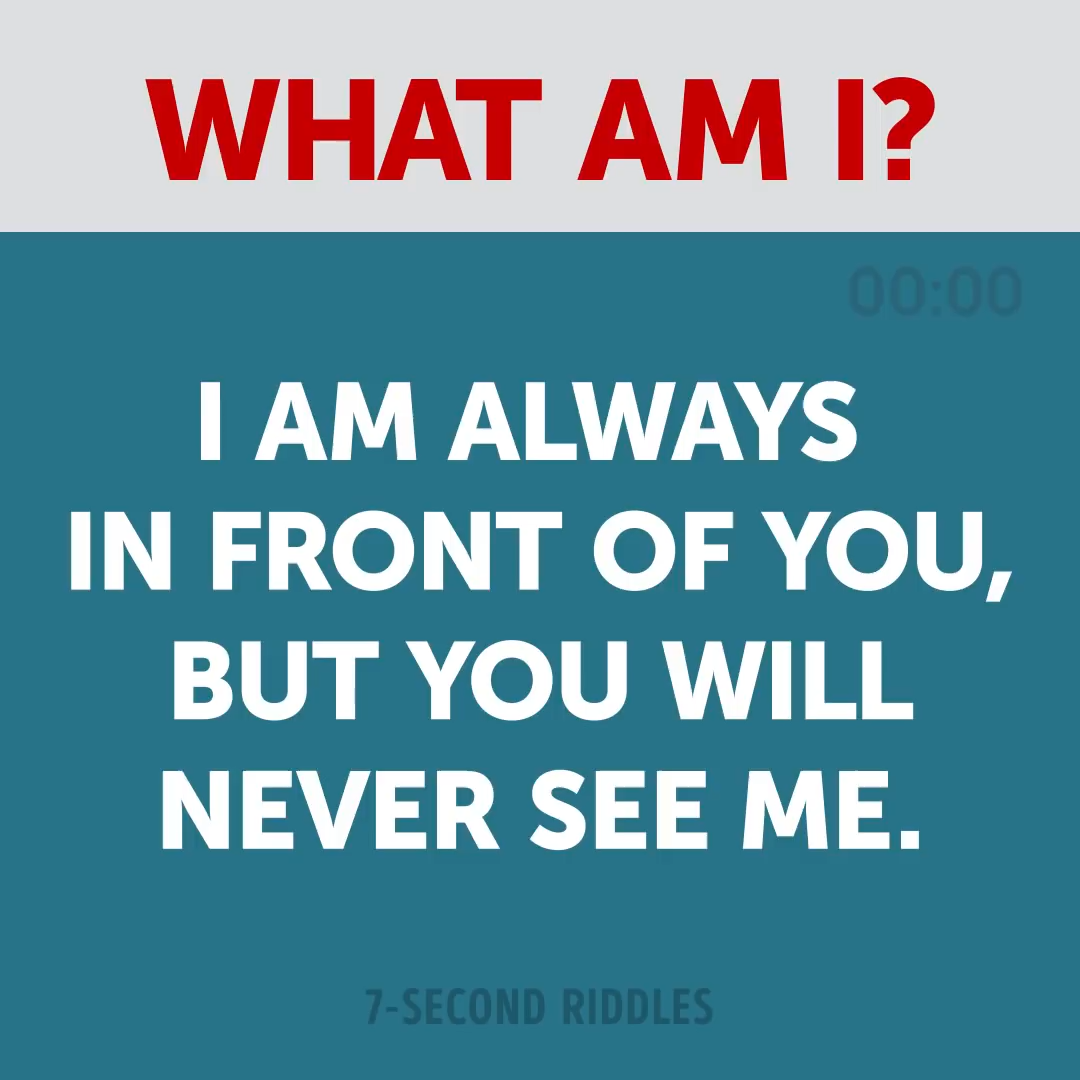 WHAT AM I?
00:00
I AM ALWAYS
IN FRONT OF YOU,
BUT YOU WILL
NEVER SEE ME.
7-SECOND RIDDLES